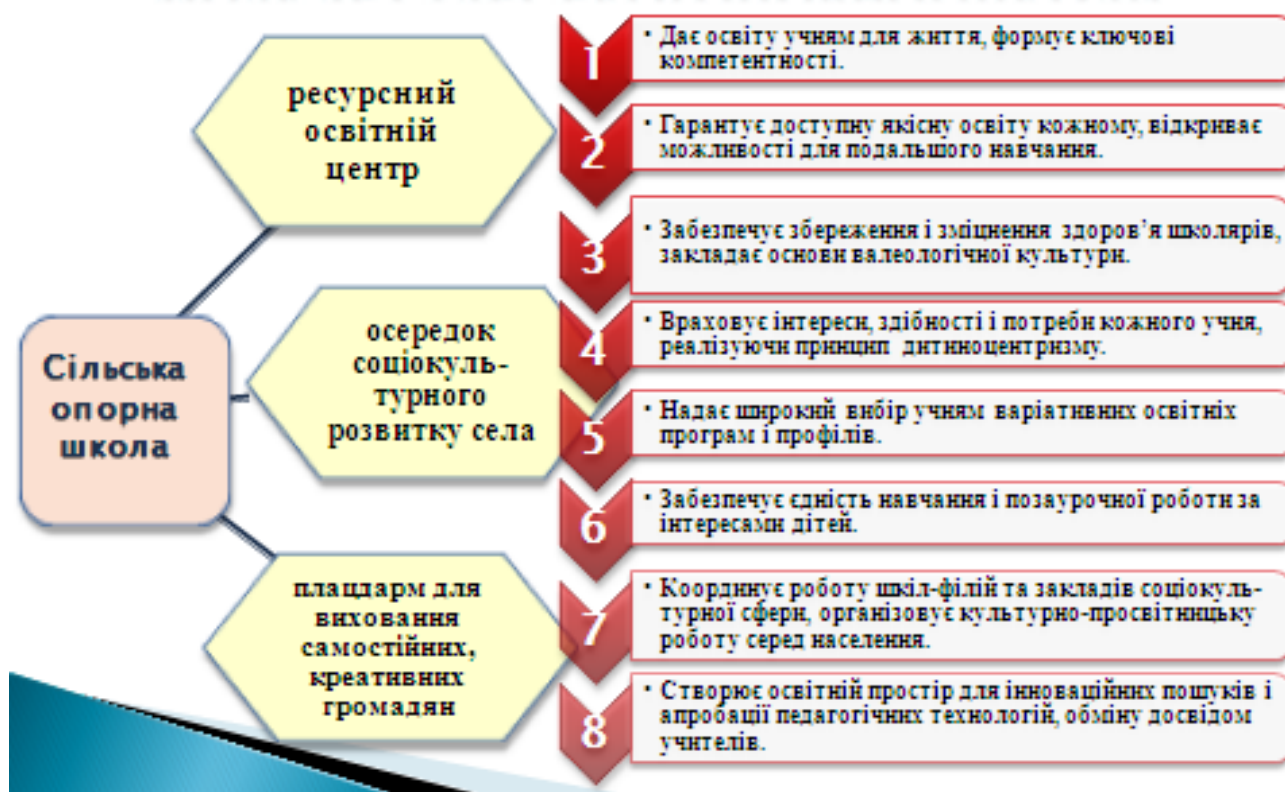 Сільська
опорна
школа
ресурсний
освітній
центр
осередок
соціокуль-
турного
розвитку села
плацдарм для
виховання
самостійних,
креативних
громадян
1
• Дає освіту учням для життя, формує ключові
компетентності.
2
• Гарантує доступну якісну освіту кожному, відкриває
можливості для подальшого навчання.
3
• Забезпечує збереження і зміцнення здоров’я школярів,
закладає основи валеологічної культури.
4
• Враховує інтереси, здібності і потреби кожного учня,
реалізуючи принцип дитиноцентризму.
5
• Надає широкий вибір учням варіативних освітніх
програм і профілів.
6
• Забезпечує єдність навчання і позаурочної роботи за
інтересами дітей.
7
• Координує роботу шкіл-філій та закладів соціокуль-
турної сфери, організовує культурно-просвітницьку
роботу серед населення.
8
• Створює освітній простір для інноваційних пошуків і
апробації педагогічних технологій, обміну досвідом
учителів.